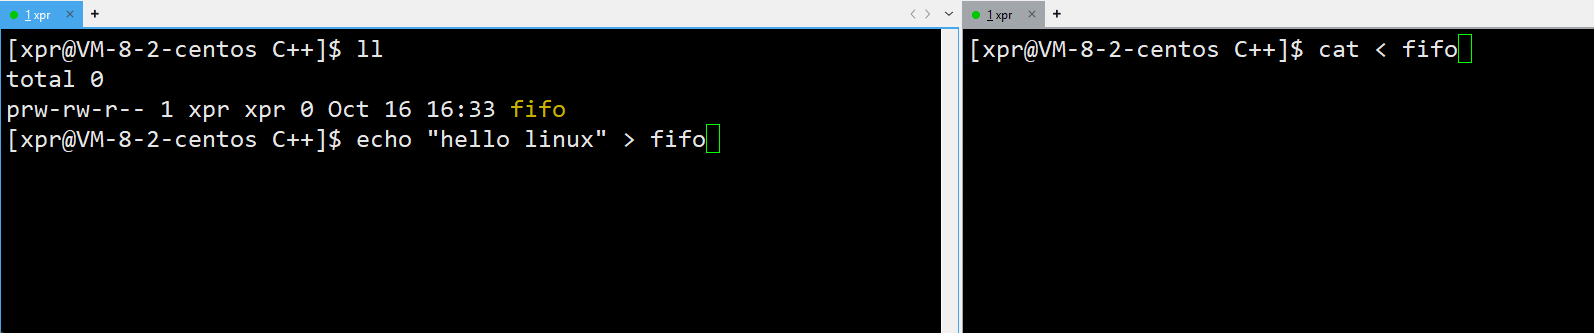 1 xpr × +
[xpr@VM-8-2-centos C++]$ ll
total 0
prw-rw-r-- 1 xpr xpr 0 Oct 16 16:33 fifo
[xpr@VM-8-2-centos C++]$ echo "hello linux" > fifo
1 xpr × +
[xpr@VM-8-2-centos C++]$ cat < fifo